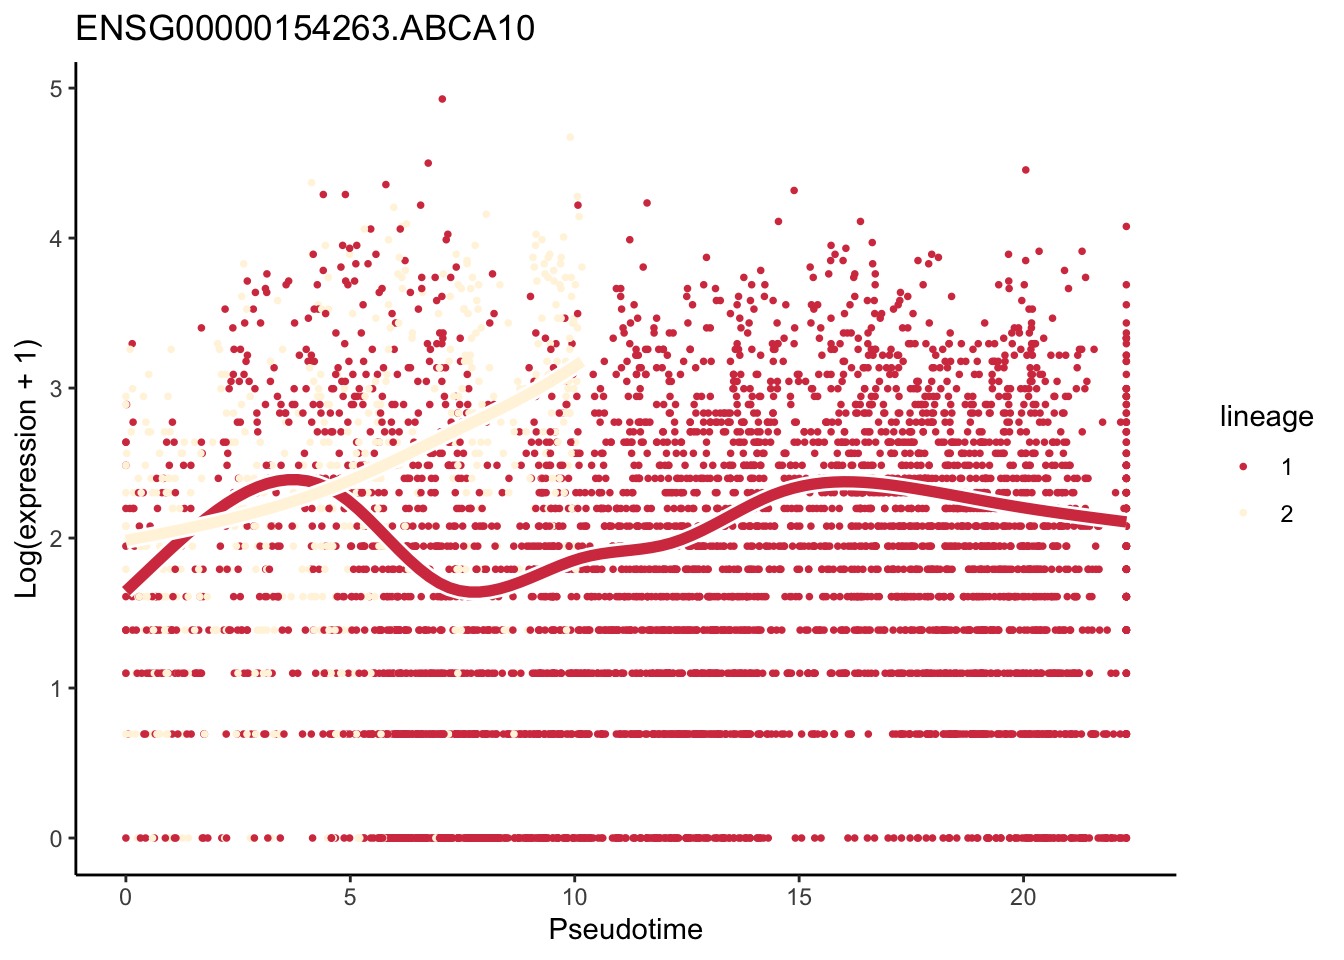 ENSG00000154263.ABCA10
5
4
3
2
1
0
Log(expression + 1)
0 5 10 15 20
Pseudotime
lineage
1
2